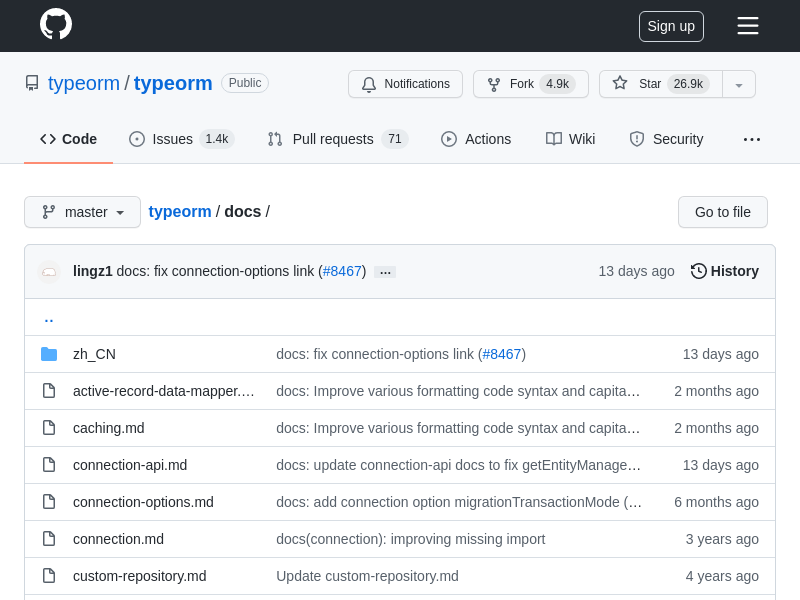 Sign up
typeorm / typeorm Public
Notifications Fork 4.9k Star 26.9k
Code Issues 1.4k Pull requests 71 Actions Wiki Security ...
master typeorm / docs / Go to file
lingz1 docs: fix connection-options link (#8467) ... 13 days ago History
..
zh_CN docs: fix connection-options link (#8467) 13 days ago
active-record-data-mapper.… docs: Improve various formatting code syntax and capita… 2 months ago
caching.md docs: Improve various formatting code syntax and capita… 2 months ago
connection-api.md docs: update connection-api docs to fix getEntityManage… 13 days ago
connection-options.md docs: add connection option migrationTransactionMode (… 6 months ago
connection.md docs(connection): improving missing import 3 years ago
custom-repository.md Update custom-repository.md 4 years ago